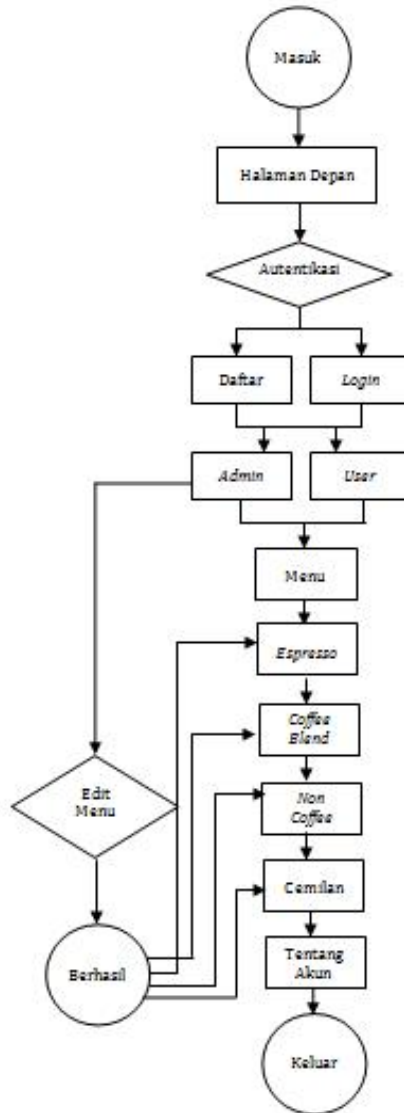 Masuk
Halaman Depan
Autentikasi
Daftar
Login
Admin
User
Menu
Espresso
Coffee
Blend
Edit
Menu
Non
Coffee
Cemilan
Berhasil
Tentang
Akun
Keluar